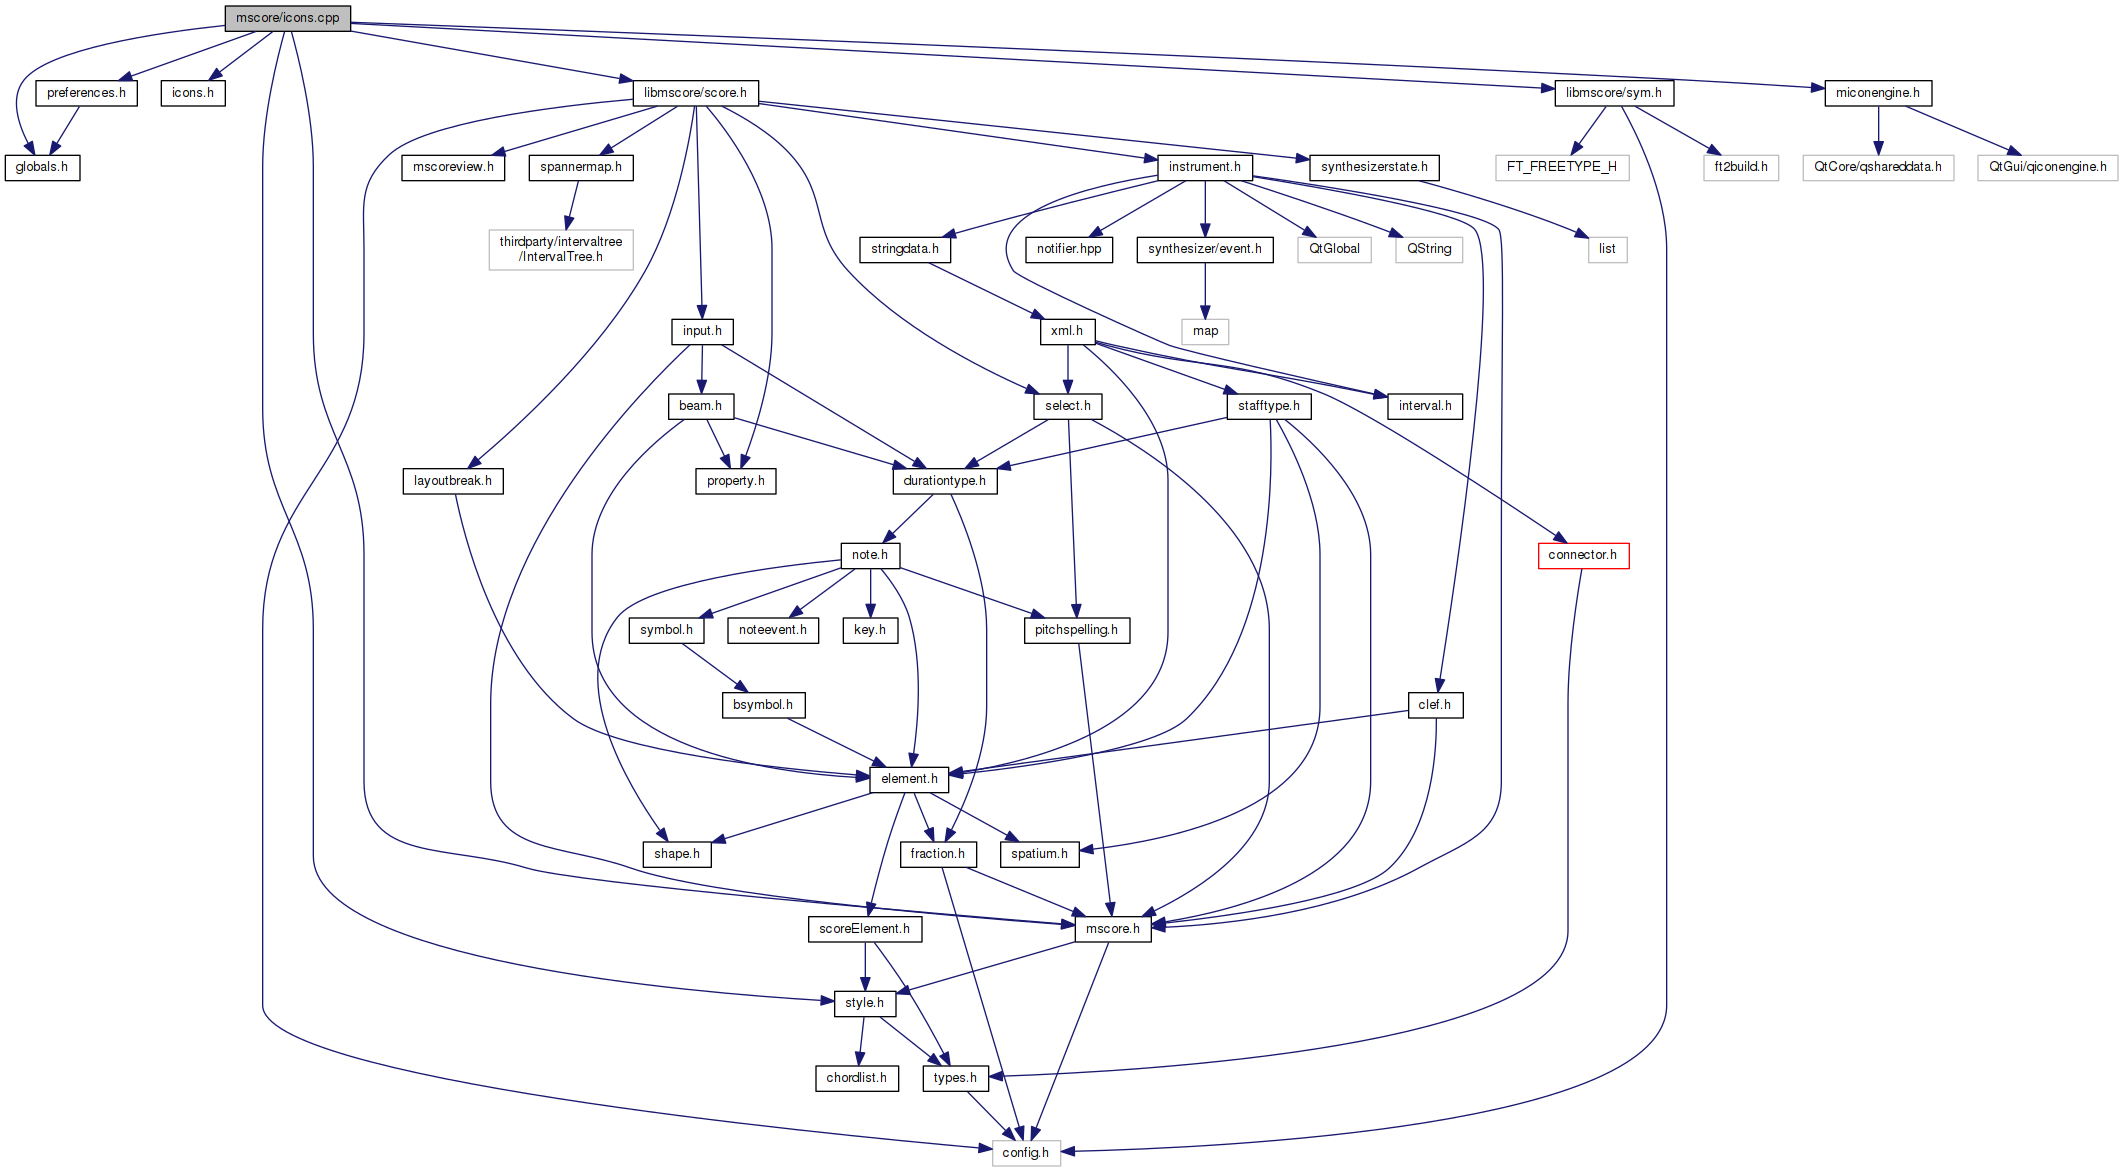 mscore/icons.cpp
preferences.h
icons.h
libmscore/score.h
libmscore/sym.h
miconengine.h
globals.h
mscoreview.h
spannermap.h
instrument.h
synthesizerstate.h
FT_FREETYPE_H
ft2build.h
QtCore/qshareddata.h
QtGui/qiconengine.h
thirdparty/intervaltree
/IntervalTree.h
stringdata.h
notifier.hpp
synthesizer/event.h
QtGlobal
QString
list
input.h
xml.h
map
beam.h
select.h
stafftype.h
interval.h
layoutbreak.h
property.h
durationtype.h
note.h
connector.h
symbol.h
noteevent.h
key.h
pitchspelling.h
bsymbol.h
clef.h
element.h
shape.h
fraction.h
spatium.h
scoreElement.h
mscore.h
style.h
chordlist.h
types.h
config.h